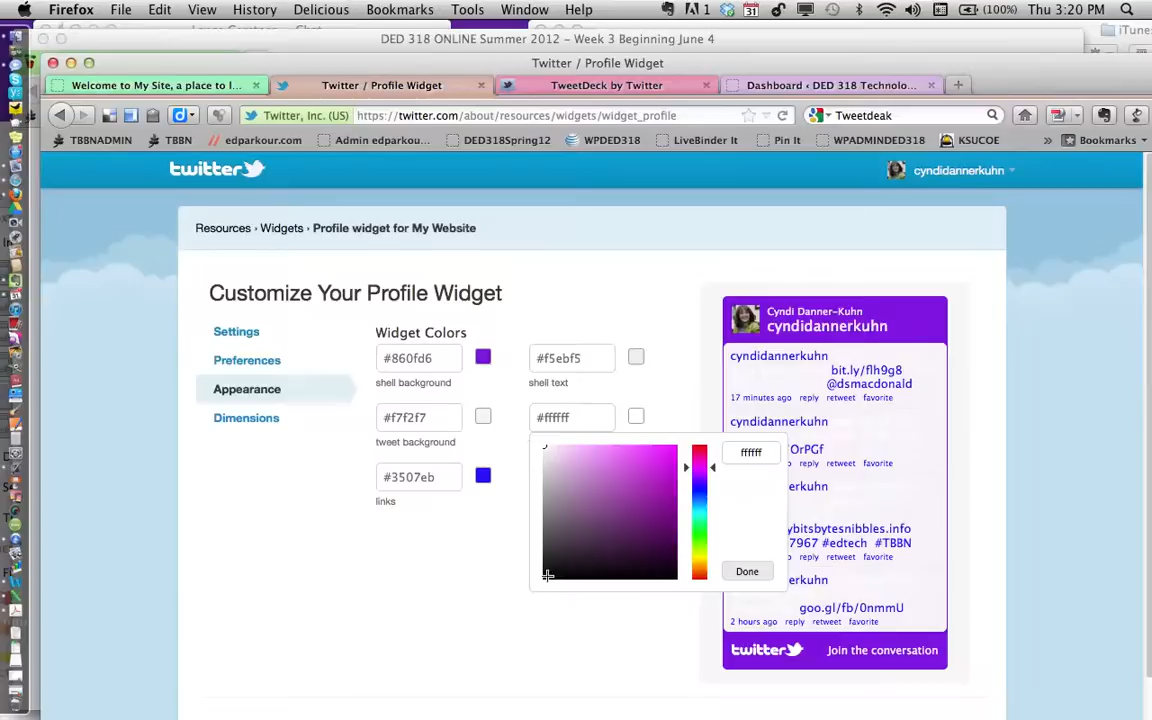 Firefox File Edit View History Delicious Bookmarks Tools Window Help 1 31 (100%) Thu 3:20 PM
DED 318 ONLINE Summer 2012 – Week 3 Beginning June 4
Twitter / Profile Widget
Welcome to My Site, a place to l... Twitter / Profile Widget TweetDeck by Twitter Dashboard ‹ DED 318 Technolo...
Twitter, Inc. (US) https://twitter.com/about/resources/widgets/widget_profile Tweetdeak
TBBNADMIN TBBN edparkour.com Admin edparkou... DED318Spring12 WPDED318 LiveBinder It Pin It WPADMINDED318 KSUCOE » Bookmarks
twitter cyndidannerkuhn
Resources › Widgets › Profile widget for My Website
Customize Your Profile Widget
Settings
Preferences
Appearance
Dimensions
Widget Colors
#860fd6 #f5ebf5
shell background shell text
#f7f2f7 #ffffff
tweet background
#3507eb
links
ffffff
Done
Cyndi Danner-Kuhn
cyndidannerkuhn
cyndidannerkuhn
bit.ly/flh9g8
@dsmacdonald
17 minutes ago reply retweet favorite
cyndidannerkuhn
OrPGf
reply retweet favorite
erkuhn
ybitsbytesnibbles.info
7967 #edtech #TBBN
reply retweet favorite
erkuhn
goo.gl/fb/0nmmU
2 hours ago reply retweet favorite
twitter Join the conversation